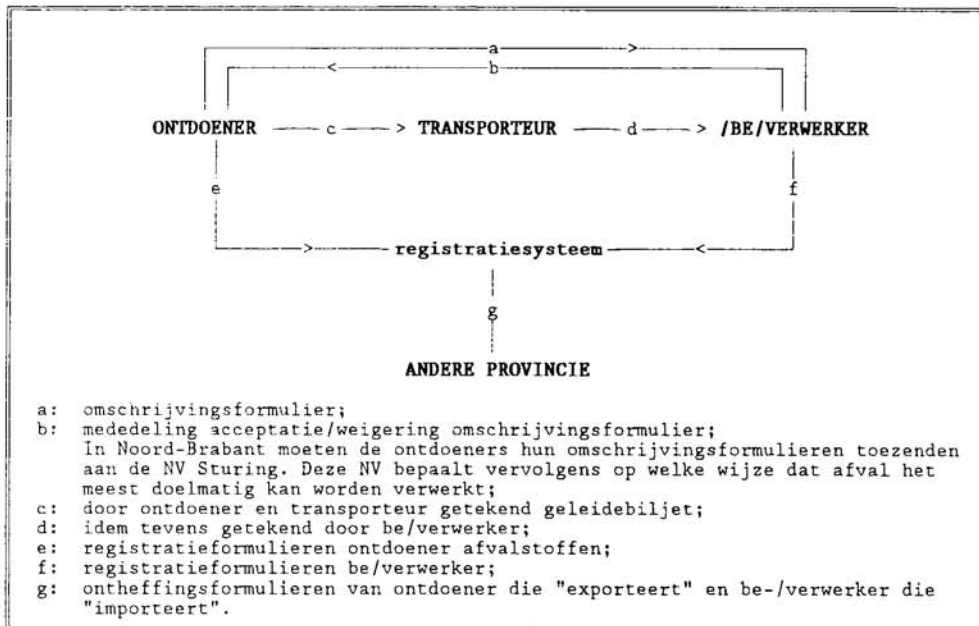 a >
< b
ONTDOENER c > TRANSPORTEUR d > /BE/VERWERKER
e f
> registratiesysteem <
g
ANDERE PROVINCIE
a: omschrijvingsformulier;
b: mededeling acceptatie/weigering omschrijvingsformulier;
In Noord-Brabant moeten de ontdoeners hun omschrijvingsformulieren toezenden
aan de NV Sturing. Deze NV bepaalt vervolgens op welke wijze dat afval het
meest doelmatig kan worden verwerkt;
c: door ontdoener en transporteur getekend geleidebiljet;
d: idem tevens getekend door be/verwerker;
e: registratieformulieren ontdoener afvalstoffen;
f: registratieformulieren be/verwerker;
g: ontheffingsformulieren van ontdoener die "exporteert" en be-/verwerker die
"importeert".